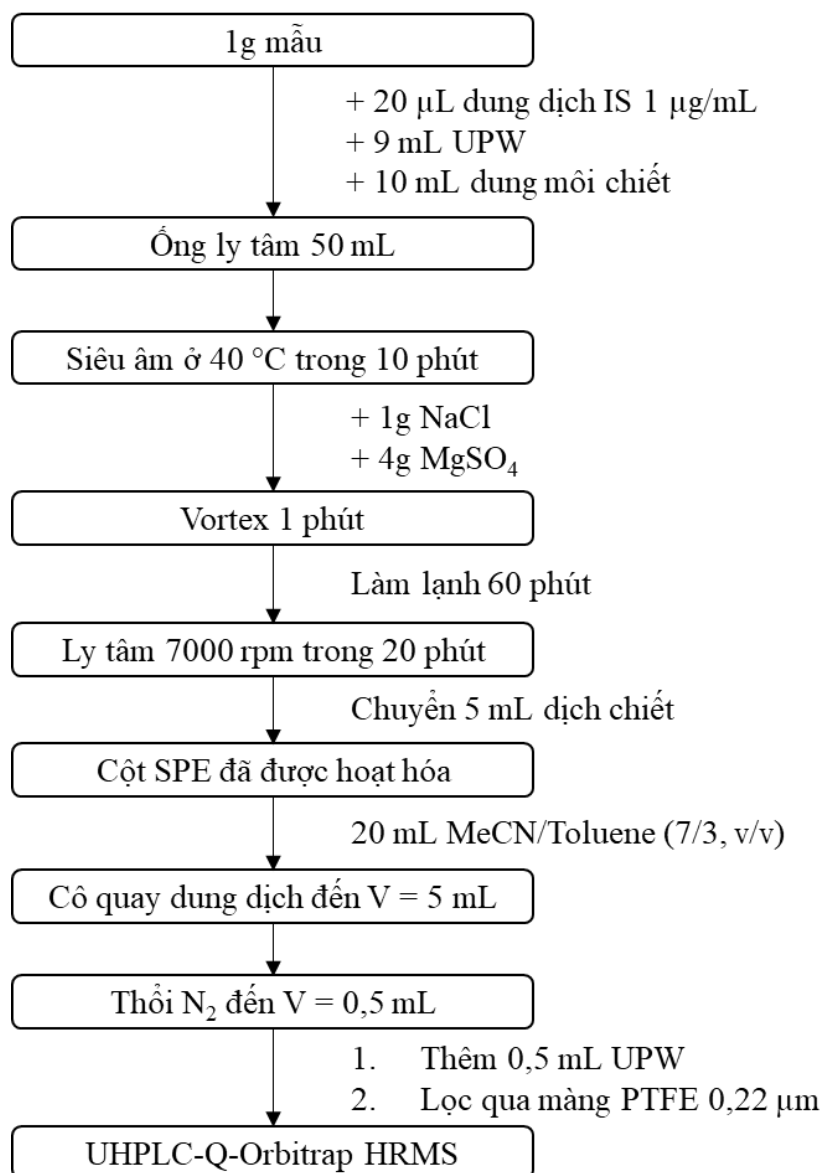 1g mẫu
+ 20 µL dung dịch IS 1 µg/mL
+ 9 mL UPW
+ 10 mL dung môi chiết
Ống ly tâm 50 mL
Siêu âm ở 40 °C trong 10 phút
+ 1g NaCl
+ 4g MgSO₄
Vortex 1 phút
Làm lạnh 60 phút
Ly tâm 7000 rpm trong 20 phút
Chuyển 5 mL dịch chiết
Cột SPE đã được hoạt hóa
20 mL MeCN/Toluene (7/3, v/v)
Cô quay dung dịch đến V = 5 mL
Thổi N₂ đến V = 0,5 mL
1. Thêm 0,5 mL UPW
2. Lọc qua màng PTFE 0,22 µm
UHPLC-Q-Orbitrap HRMS